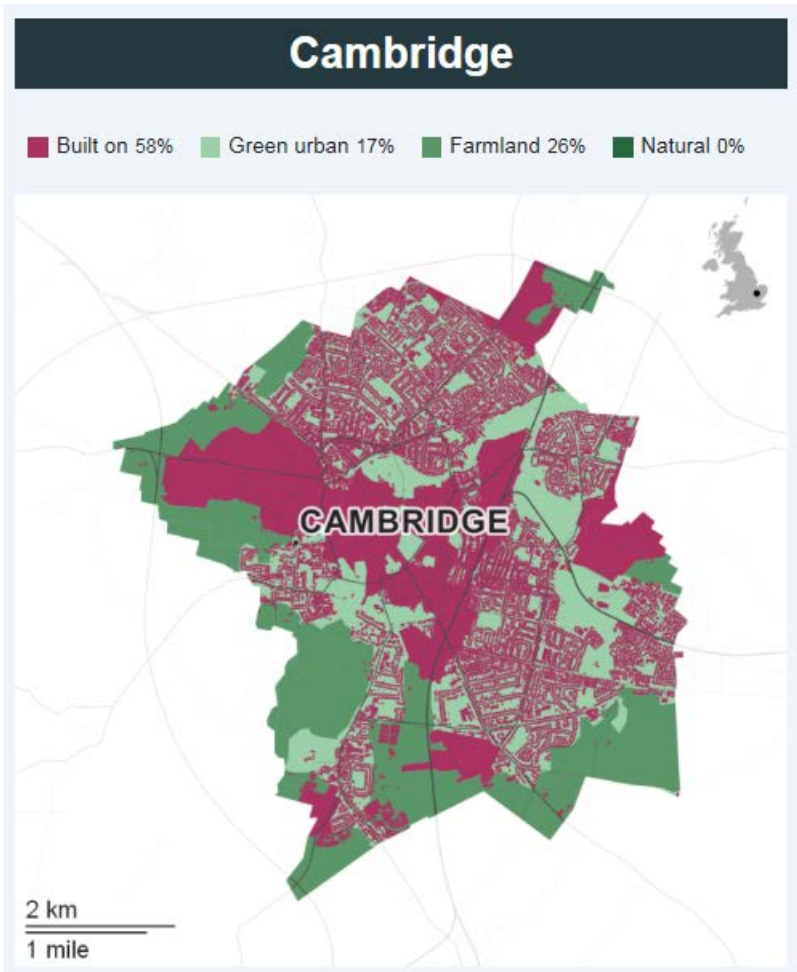 Cambridge
Built on 58% Green urban 17% Farmland 26% Natural 0%
CAMBRIDGE
2 km
1 mile